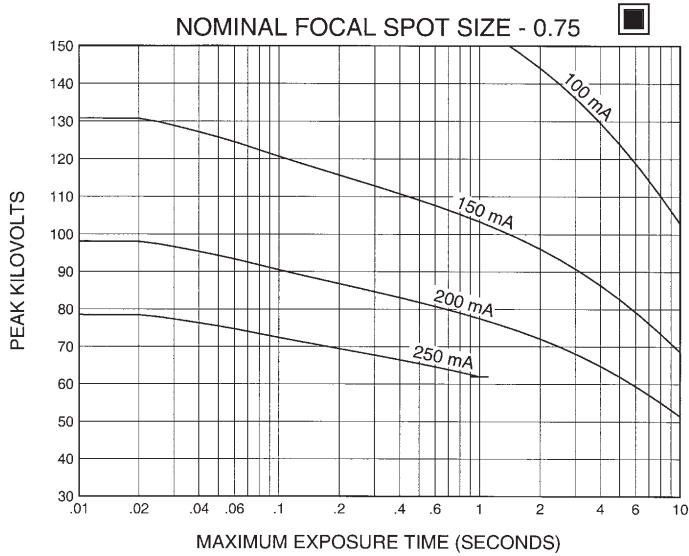 NOMINAL FOCAL SPOT SIZE - 0.75
150
140
130
120
110
100
90
80
70
60
50
40
30
PEAK KILOVOLTS
100 mA
150 mA
200 mA
250 mA
.01 .02 .04 .06 .1 .2 .4 .6 1 2 4 6 10
MAXIMUM EXPOSURE TIME (SECONDS)